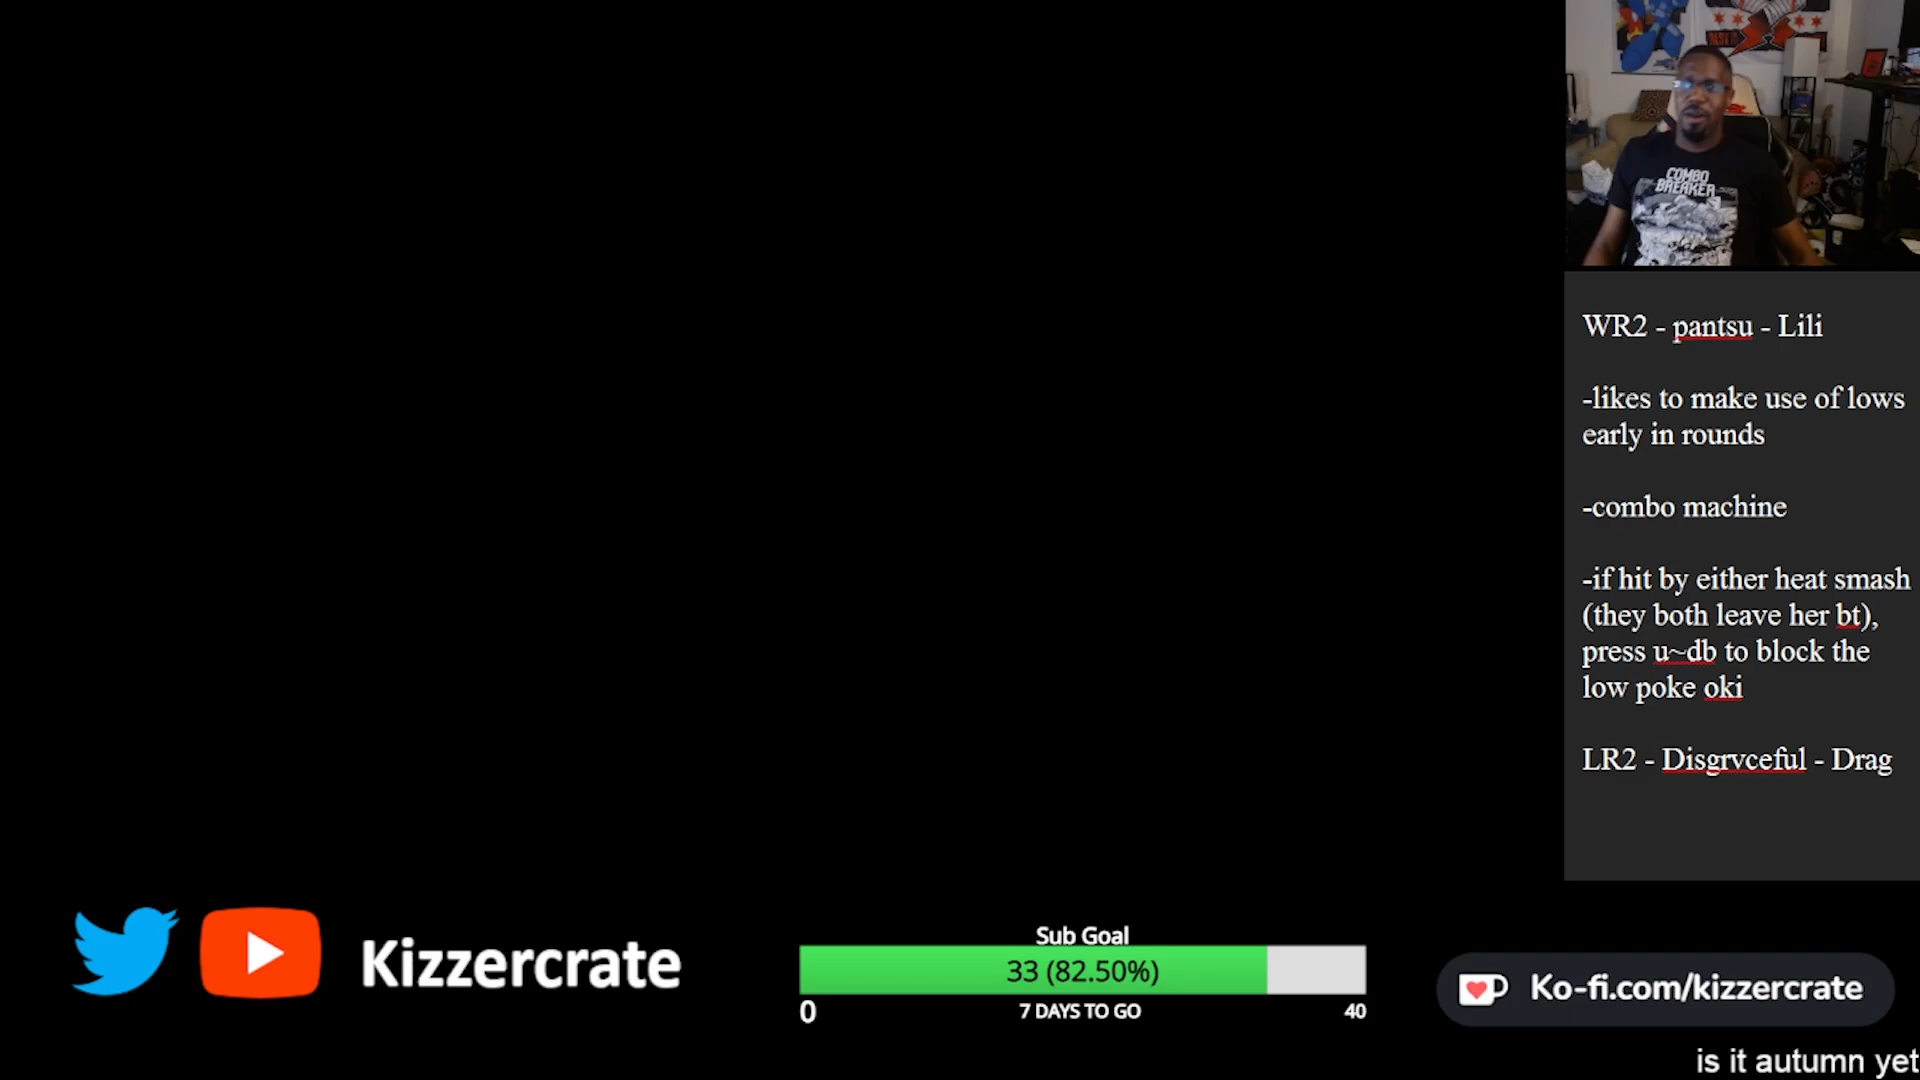 COMBO
BREAKER
WR2 - pantsu - Lili
-likes to make use of lows
early in rounds
-combo machine
-if hit by either heat smash
(they both leave her bt),
press u~db to block the
low poke oki
LR2 - Disgrvceful - Drag
Kizzercrate
Sub Goal
33 (82.50%)
0
7 DAYS TO GO
40
Ko-fi.com/kizzercrate
is it autumn yet